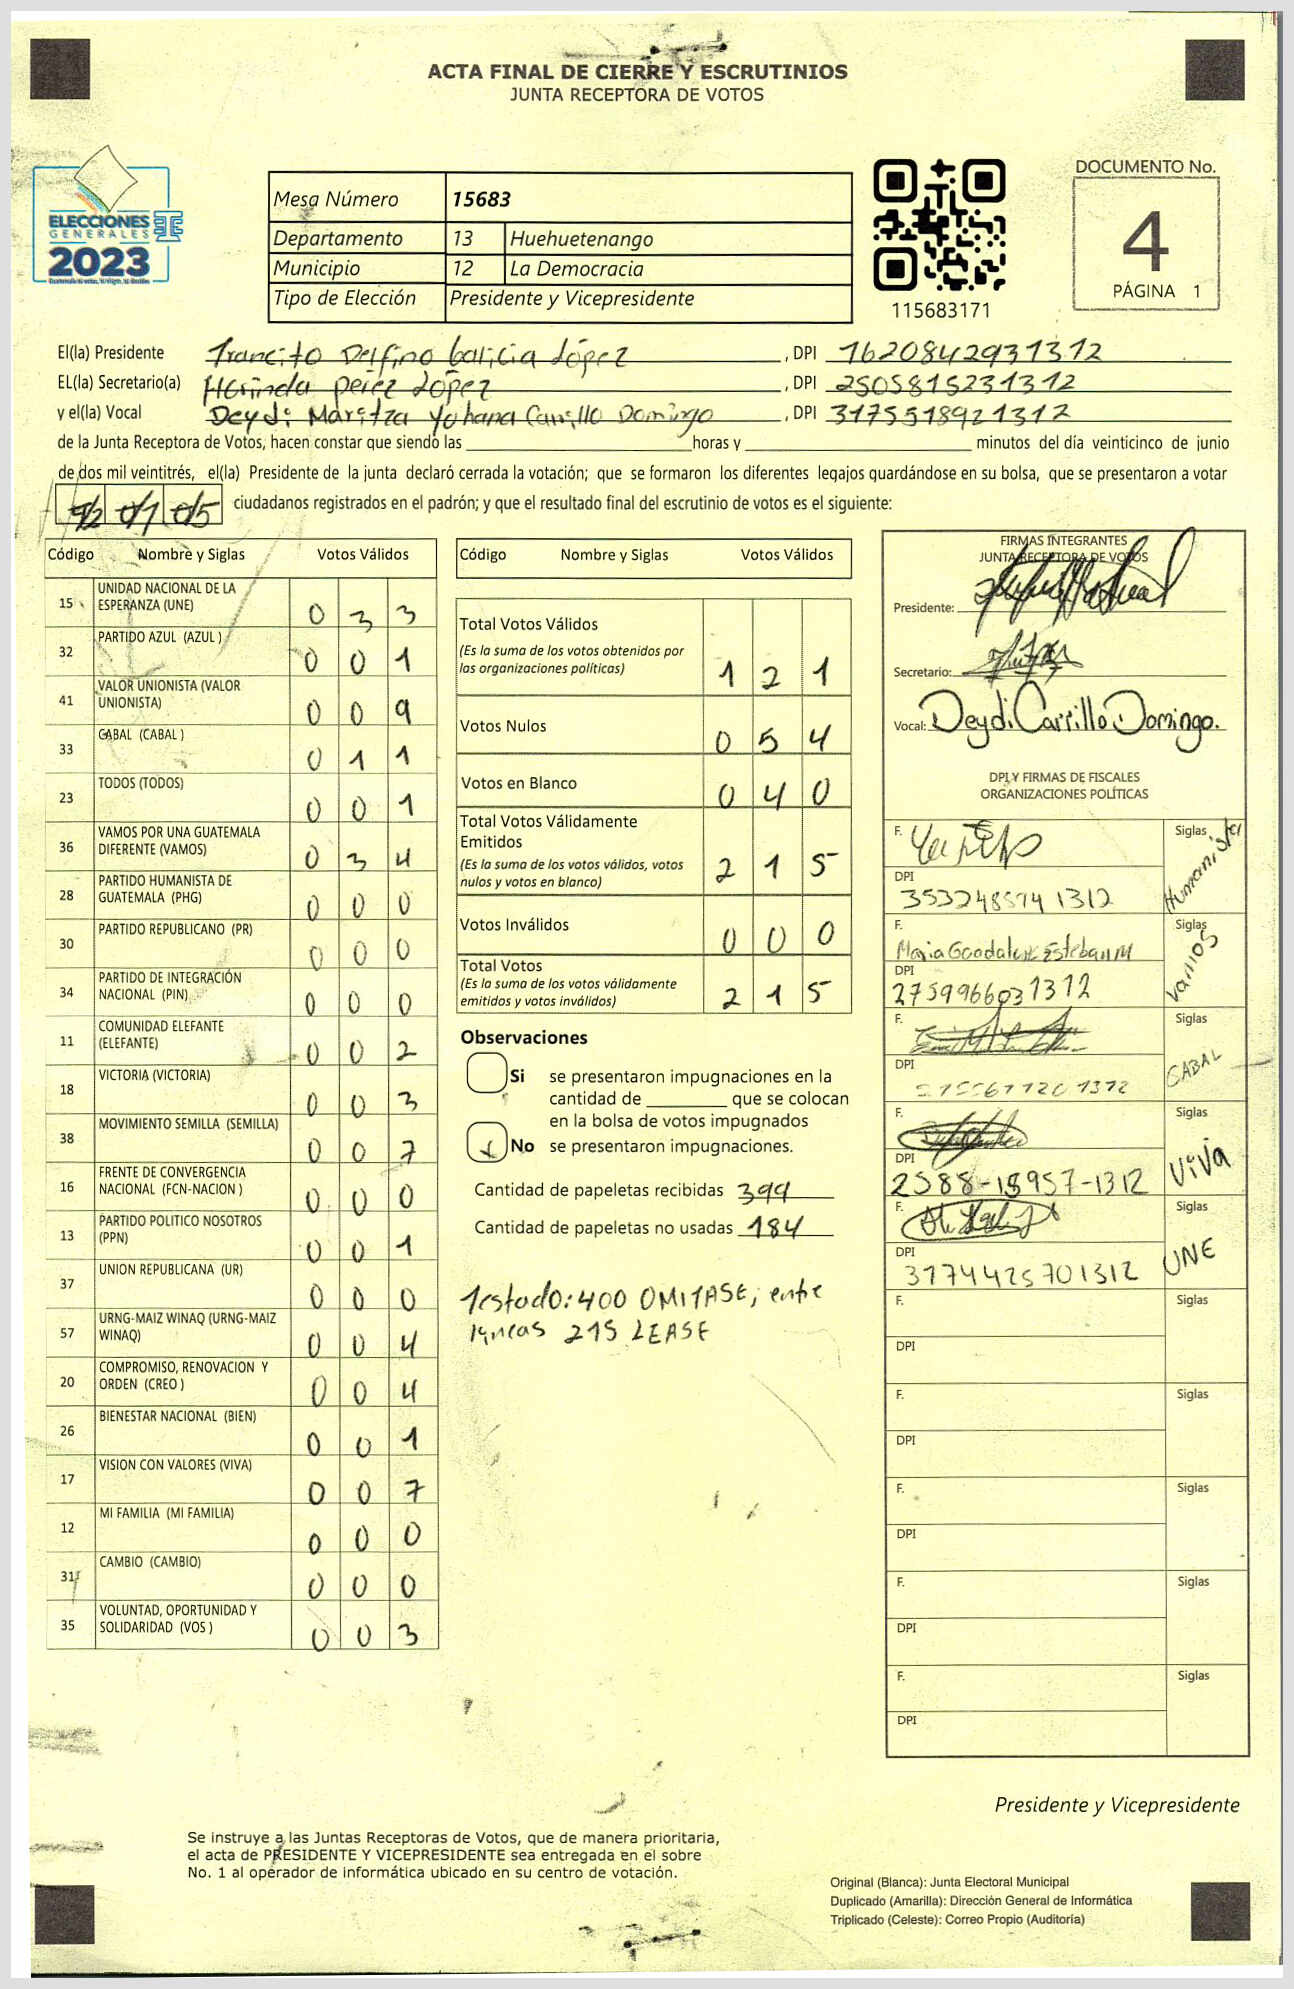 ACTA FINAL DE CIERRE Y ESCRUTINIOS
JUNTA RECEPTORA DE VOTOS
ELECCIONES
GENERALES
2023
Mesa Número 15683
Departamento 13 Huehuetenango
Municipio 12 La Democracia
Tipo de Elección Presidente y Vicepresidente
115683171
DOCUMENTO No.
4
PÁGINA 1
El(la) Presidente Trancito Delfino Galicia López , DPI 1620842931312
EL(la) Secretario(a) Florinda perez López , DPI 2505815231312
y el(la) Vocal Deydi Maritza Yohana Carrillo Domingo , DPI 3175518921312
de la Junta Receptora de Votos, hacen constar que siendo las horas y minutos del día veinticinco de junio
de dos mil veintitrés, el(la) Presidente de la junta declaró cerrada la votación; que se formaron los diferentes legajos guardándose en su bolsa, que se presentaron a votar
ciudadanos registrados en el padrón; y que el resultado final del escrutinio de votos es el siguiente:
Código Nombre y Siglas Votos Válidos
15 UNIDAD NACIONAL DE LA
ESPERANZA (UNE) 0 3 3
32 PARTIDO AZUL (AZUL ) 0 0 1
41 VALOR UNIONISTA (VALOR
UNIONISTA) 0 0 9
33 CABAL (CABAL ) 0 1 1
23 TODOS (TODOS) 0 0 1
36 VAMOS POR UNA GUATEMALA
DIFERENTE (VAMOS) 0 3 4
28 PARTIDO HUMANISTA DE
GUATEMALA (PHG) 0 0 0
30 PARTIDO REPUBLICANO (PR) 0 0 0
34 PARTIDO DE INTEGRACIÓN
NACIONAL (PIN) 0 0 0
11 COMUNIDAD ELEFANTE
(ELEFANTE) 0 0 2
18 VICTORIA (VICTORIA) 0 0 3
38 MOVIMIENTO SEMILLA (SEMILLA) 0 0 7
16 FRENTE DE CONVERGENCIA
NACIONAL (FCN-NACION ) 0 0 0
13 PARTIDO POLITICO NOSOTROS
(PPN) 0 0 1
37 UNION REPUBLICANA (UR) 0 0 0
57 URNG-MAIZ WINAQ (URNG-MAIZ
WINAQ) 0 0 4
20 COMPROMISO, RENOVACION Y
ORDEN (CREO ) 0 0 4
26 BIENESTAR NACIONAL (BIEN) 0 0 1
17 VISION CON VALORES (VIVA) 0 0 7
12 MI FAMILIA (MI FAMILIA) 0 0 0
31 CAMBIO (CAMBIO) 0 0 0
35 VOLUNTAD, OPORTUNIDAD Y
SOLIDARIDAD (VOS ) 0 0 3
Código Nombre y Siglas Votos Válidos
Total Votos Válidos
(Es la suma de los votos obtenidos por
las organizaciones políticas) 1 2 1
Votos Nulos 0 5 4
Votos en Blanco 0 4 0
Total Votos Válidamente
Emitidos
(Es la suma de los votos válidos, votos
nulos y votos en blanco) 2 1 5
Votos Inválidos 0 0 0
Total Votos
(Es la suma de los votos válidamente
emitidos y votos inválidos) 2 1 5
Observaciones
Si se presentaron impugnaciones en la
cantidad de que se colocan
en la bolsa de votos impugnados
No se presentaron impugnaciones.
Cantidad de papeletas recibidas 399
Cantidad de papeletas no usadas 184
Testado: 400 OMITASE; entre
lineas 215 LEASE
FIRMAS INTEGRANTES
JUNTA RECEPTORA DE VOTOS
Presidente:
Secretario:
Vocal: Deydi Carrillo Domingo.
DPI Y FIRMAS DE FISCALES
ORGANIZACIONES POLÍTICAS
F. Siglas Humanista
DPI
F. Maria Guadalupe Esteban M Siglas vamos
DPI 2759966031312
F. Siglas CABAL
DPI
F. Siglas ViVa
DPI 2588-15957-1312
F. Siglas UNE
DPI 3174425701312
F. Siglas
DPI
F. Siglas
DPI
F. Siglas
DPI
F. Siglas
DPI
F. Siglas
DPI
Presidente y Vicepresidente
Se instruye a las Juntas Receptoras de Votos, que de manera prioritaria,
el acta de PRESIDENTE Y VICEPRESIDENTE sea entregada en el sobre
No. 1 al operador de informática ubicado en su centro de votación.
Original (Blanca): Junta Electoral Municipal
Duplicado (Amarilla): Dirección General de Informática
Triplicado (Celeste): Correo Propio (Auditoría)